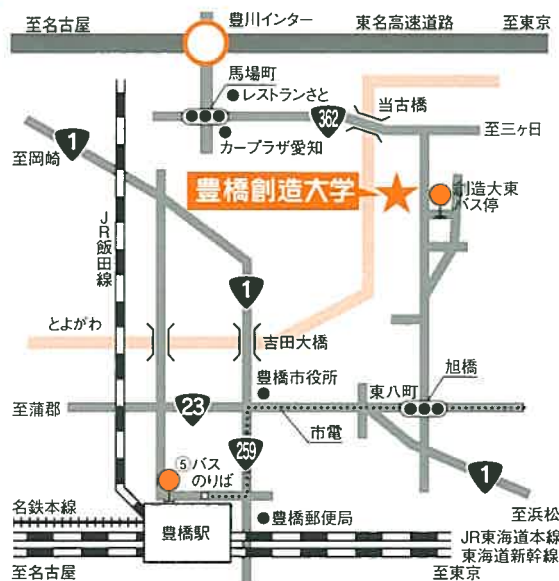 至名古屋
豊川インター
東名高速道路
至東京
馬場町
レストランさと
当古橋
362
至三ヶ日
1
カープラザ愛知
至岡崎
豊橋創造大学
創造大東
バス停
JR飯田線
1
とよがわ
吉田大橋
豊橋市役所
旭橋
東八町
至蒲郡
23
市電
259
⑤バス
のりば
1
名鉄本線
豊橋駅
豊橋郵便局
至浜松
JR東海道本線
東海道新幹線
至名古屋
至東京